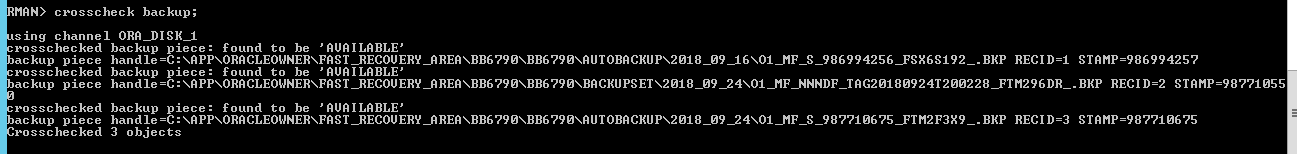 RMAN> crosscheck backup;
using channel ORA_DISK_1
crosschecked backup piece: found to be 'AVAILABLE'
backup piece handle=C:\APP\ORACLEOWNER\FAST_RECOVERY_AREA\BB6790\BB6790\AUTOBACKUP\2018_09_16\O1_MF_S_986994256_FSX6S192_.BKP RECID=1 STAMP=986994257
crosschecked backup piece: found to be 'AVAILABLE'
backup piece handle=C:\APP\ORACLEOWNER\FAST_RECOVERY_AREA\BB6790\BB6790\BACKUPSET\2018_09_24\O1_MF_NNNDF_TAG20180924T200228_FTM296DR_.BKP RECID=2 STAMP=98771055
0
crosschecked backup piece: found to be 'AVAILABLE'
backup piece handle=C:\APP\ORACLEOWNER\FAST_RECOVERY_AREA\BB6790\BB6790\AUTOBACKUP\2018_09_24\O1_MF_S_987710675_FTM2F3X9_.BKP RECID=3 STAMP=987710675
Crosschecked 3 objects